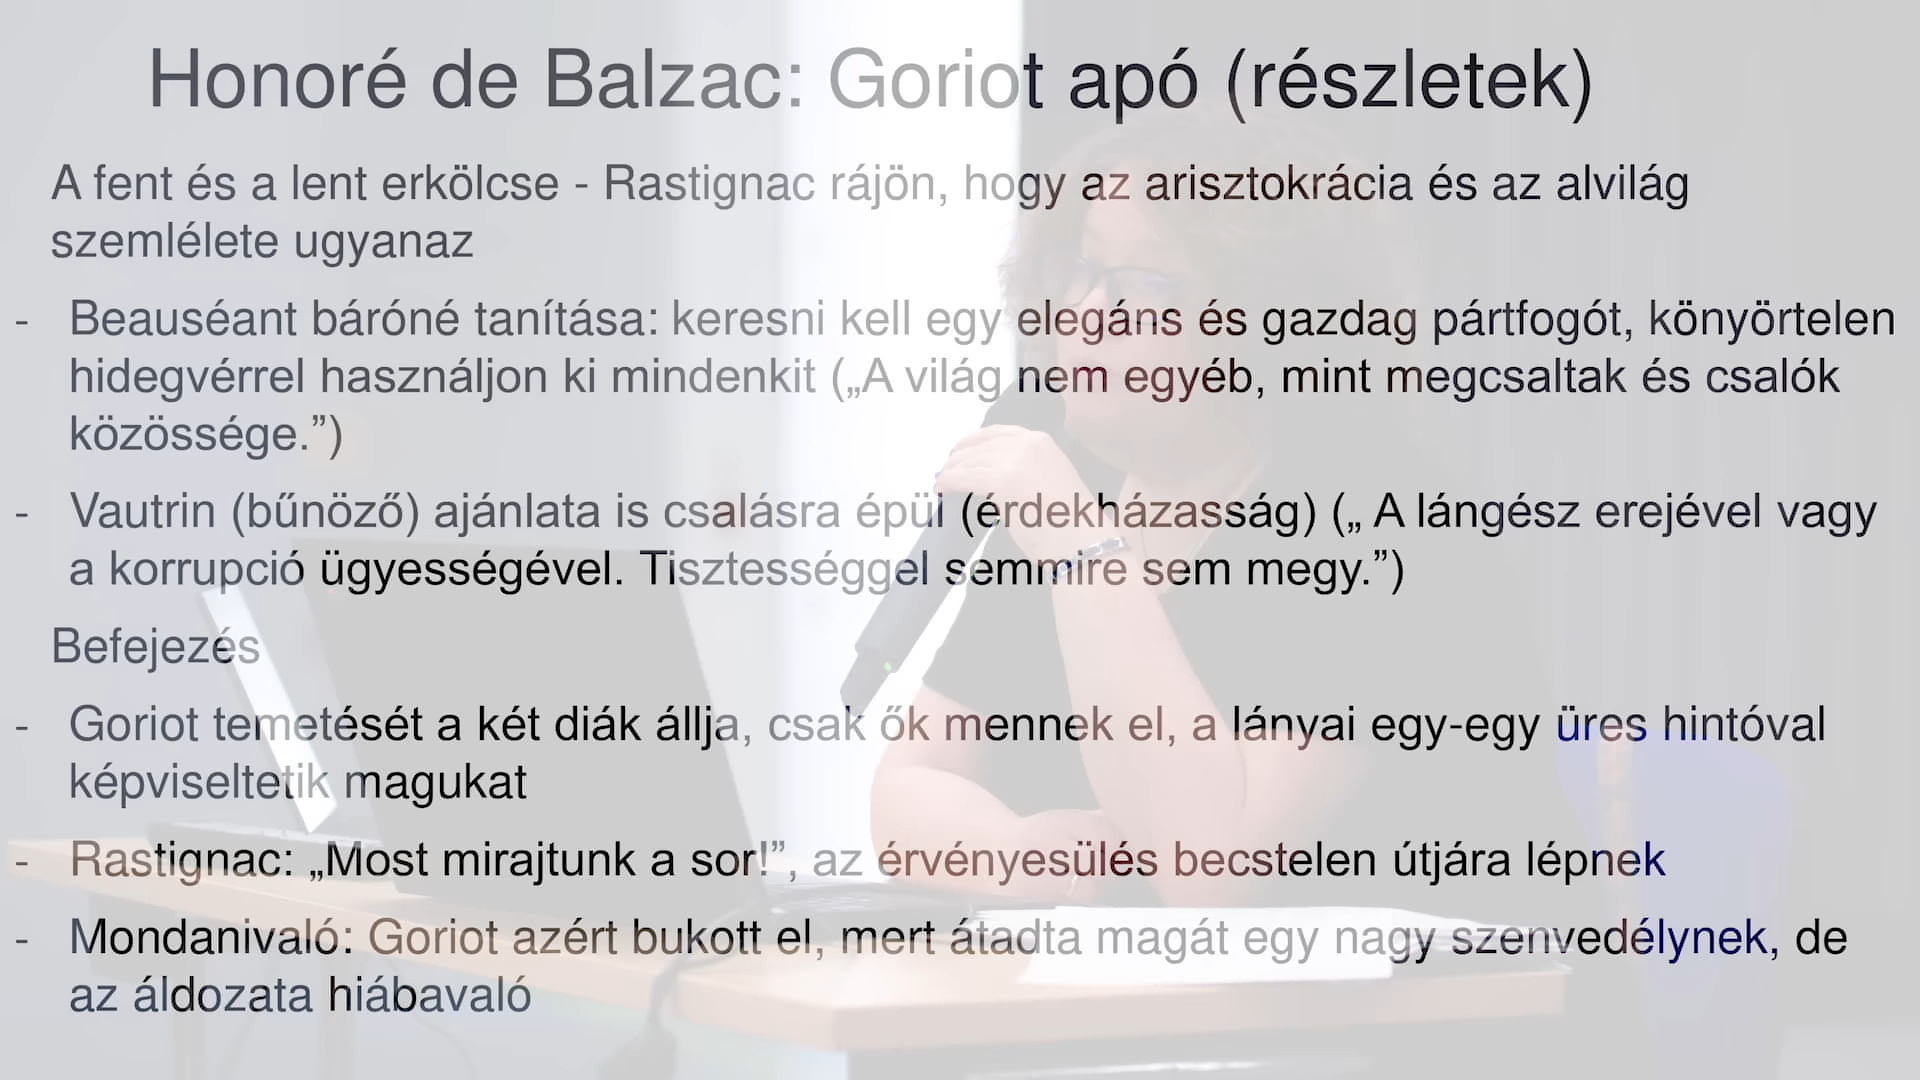 Honoré de Balzac: Goriot apó (részletek)
A fent és a lent erkölcse - Rastignac rájön, hogy az arisztokrácia és az alvilág
szemlélete ugyanaz
- Beauséant báróné tanítása: keresni kell egy elegáns és gazdag pártfogót, könyörtelen
hidegvérrel használjon ki mindenkit („A világ nem egyéb, mint megcsaltak és csalók
közössége.”)
- Vautrin (bűnöző) ajánlata is csalásra épül (érdekházasság) („ A lángész erejével vagy
a korrupció ügyességével. Tisztességgel semmire sem megy.”)
Befejezés
- Goriot temetését a két diák állja, csak ők mennek el, a lányai egy-egy üres hintóval
képviseltetik magukat
- Rastignac: „Most mirajtunk a sor!”, az érvényesülés becstelen útjára lépnek
- Mondanivaló: Goriot azért bukott el, mert átadta magát egy nagy szenvedélynek, de
az áldozata hiábavaló